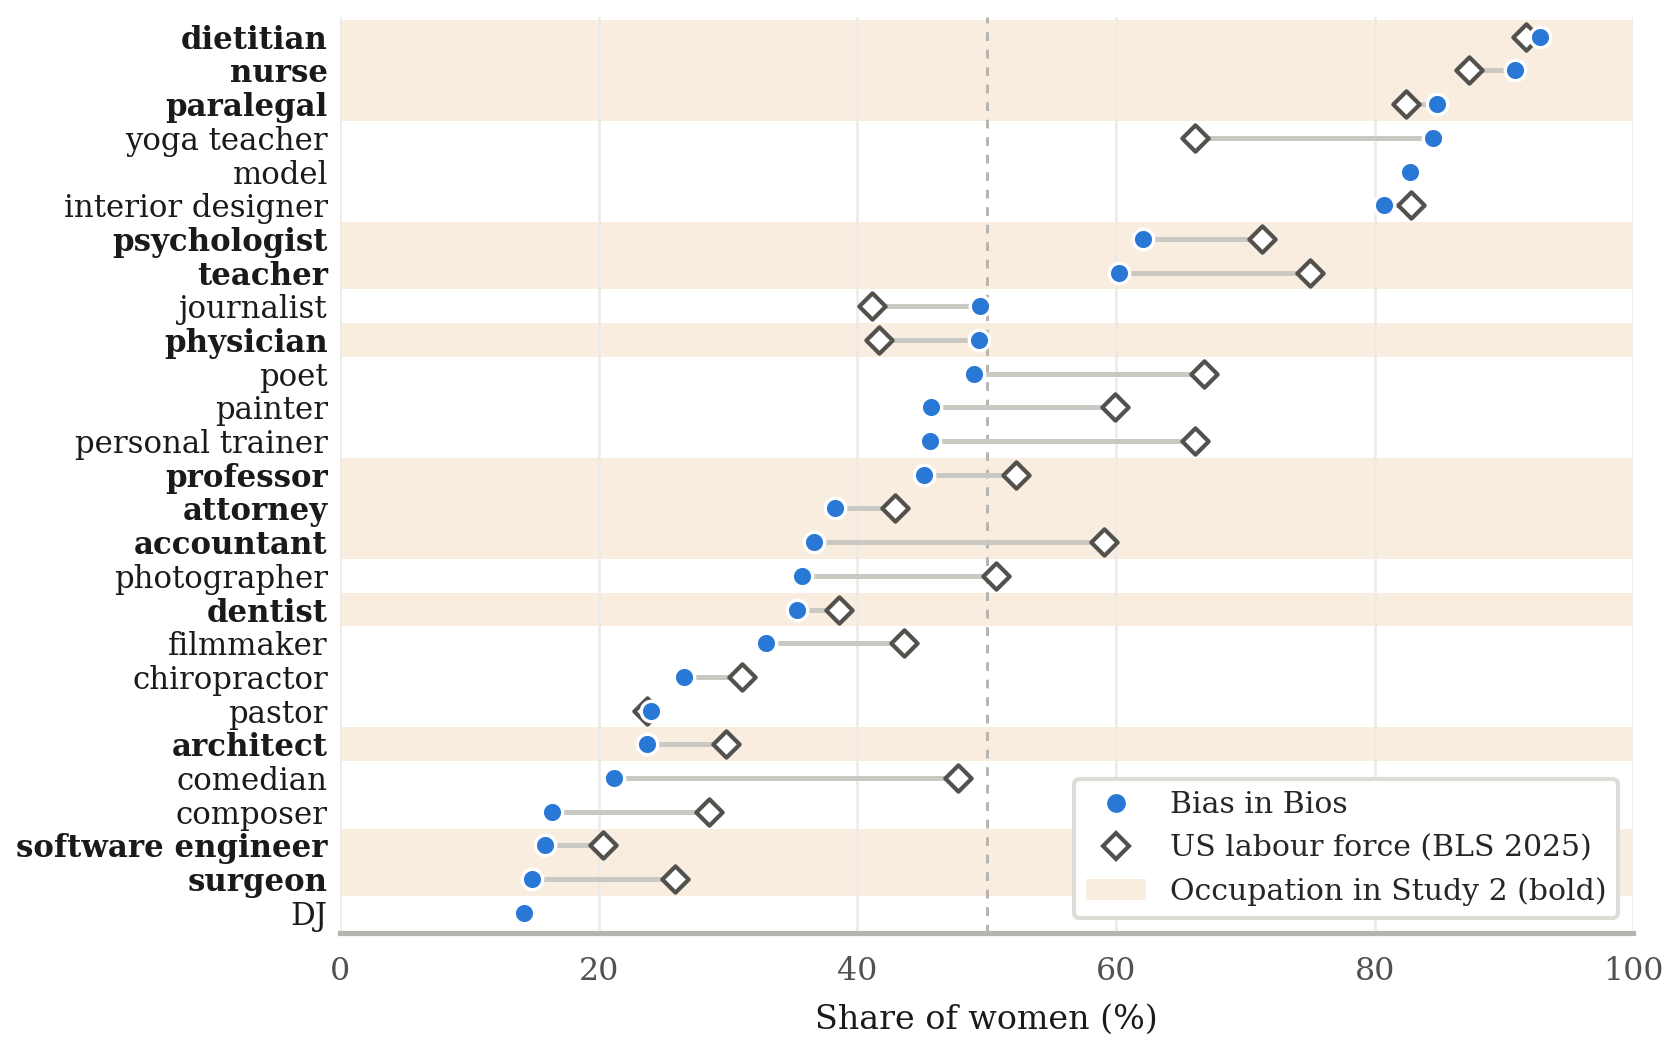 dietitian
nurse
paralegal
yoga teacher
model
interior designer
psychologist
teacher
journalist
physician
poet
painter
personal trainer
professor
attorney
accountant
photographer
dentist
filmmaker
chiropractor
pastor
architect
comedian
composer
software engineer
surgeon
DJ
Bias in Bios
US labour force (BLS 2025)
Occupation in Study 2 (bold)
0 20 40 60 80 100
Share of women (%)